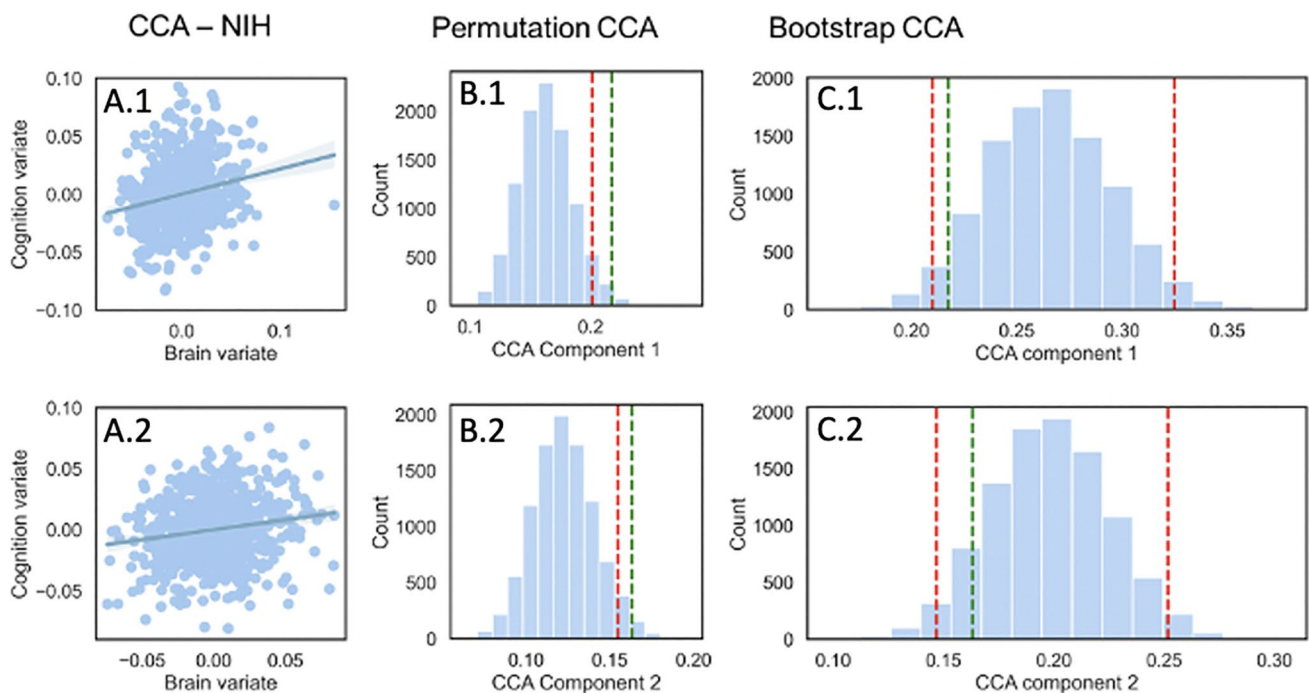 CCA – NIH
Permutation CCA
Bootstrap CCA
A.1
Cognition variate
0.10
0.05
0.00
−0.05
−0.10
0.0 0.1
Brain variate
B.1
Count
2000
1500
1000
500
0
0.1 0.2
CCA Component 1
C.1
Count
2000
1500
1000
500
0
0.20 0.25 0.30 0.35
CCA component 1
A.2
Cognition variate
0.10
0.05
0.00
−0.05
−0.05 0.00 0.05
Brain variate
B.2
Count
2000
1500
1000
500
0
0.10 0.15 0.20
CCA Component 2
C.2
Count
2000
1500
1000
500
0
0.10 0.15 0.20 0.25 0.30
CCA component 2